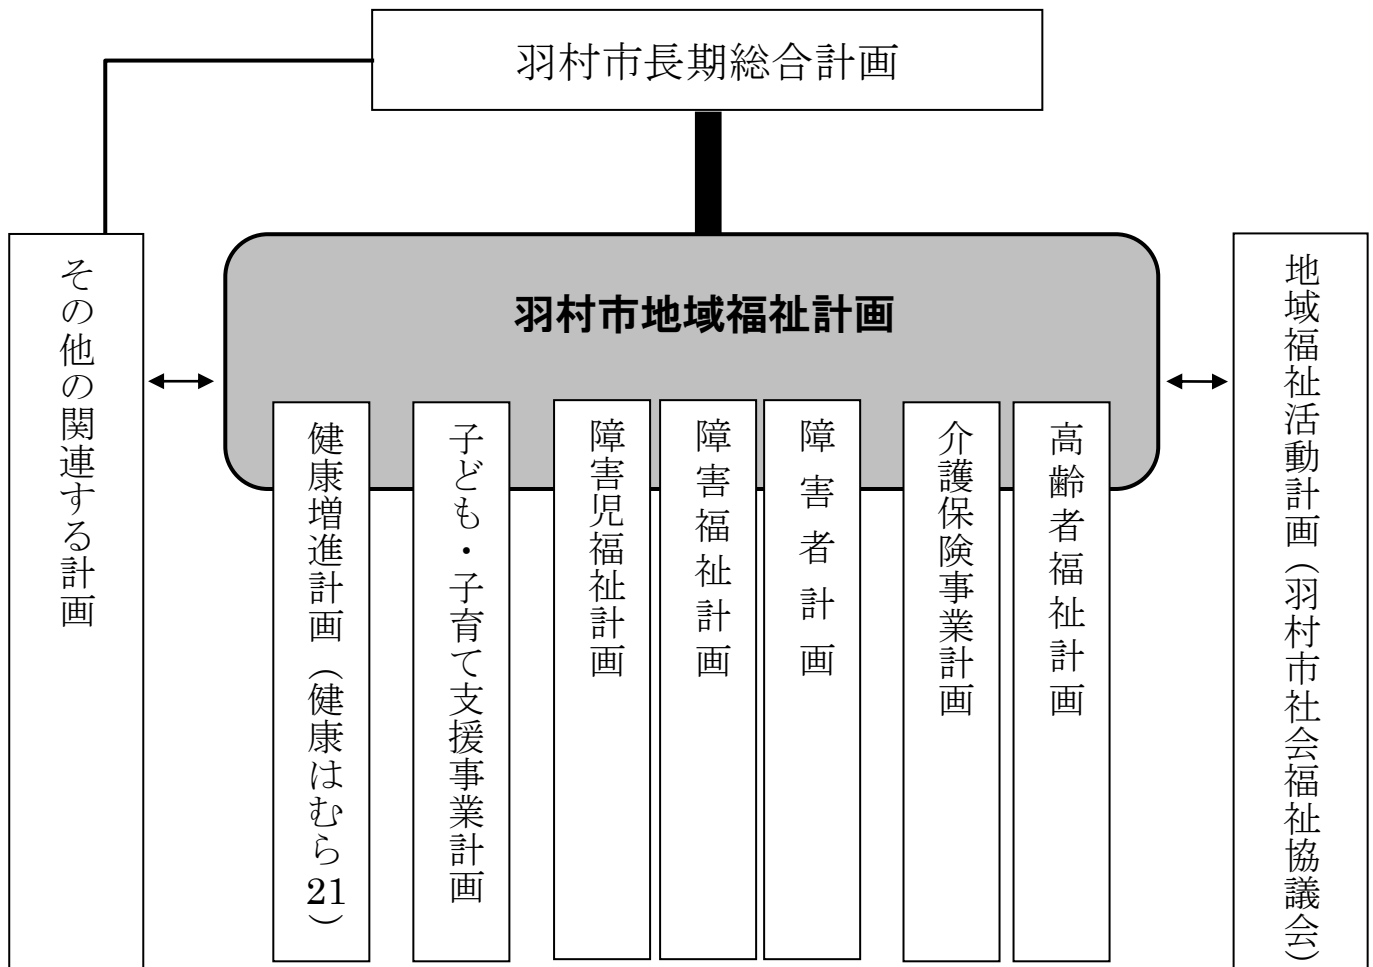 羽村市長期総合計画
羽村市地域福祉計画
地域福祉活動計画（羽村市社会福祉協議会）
高齢者福祉計画
介護保険事業計画
障害者計画
障害福祉計画
障害児福祉計画
子ども・子育て支援事業計画
健康増進計画（健康はむら21）
その他の関連する計画